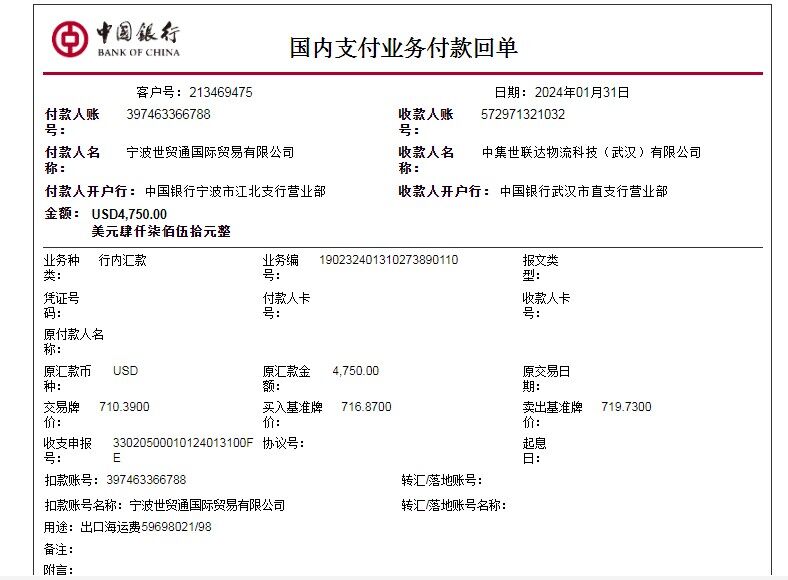 中国银行
BANK OF CHINA
国内支付业务付款回单
客户号：213469475 日期：2024年01月31日
付款人账号： 397463366788 收款人账号： 572971321032
付款人名称： 宁波世贸通国际贸易有限公司 收款人名称： 中集世联达物流科技（武汉）有限公司
付款人开户行：中国银行宁波市江北支行营业部 收款人开户行：中国银行武汉市直支行营业部
金额： USD4,750.00
美元肆仟柒佰伍拾元整
业务种类： 行内汇款 业务编号： 190232401310273890110 报文类型：
凭证号码： 付款人卡号： 收款人卡号：
原付款人名称：
原汇款币种： USD 原汇款金额： 4,750.00 原交易日期：
交易牌价： 710.3900 买入基准牌价： 716.8700 卖出基准牌价： 719.7300
收支申报号： 33020500010124013100FE 协议号： 起息日：
扣款账号：397463366788 转汇/落地账号：
扣款账号名称：宁波世贸通国际贸易有限公司 转汇/落地账号名称：
用途：出口海运费59698021/98
备注：
附言：